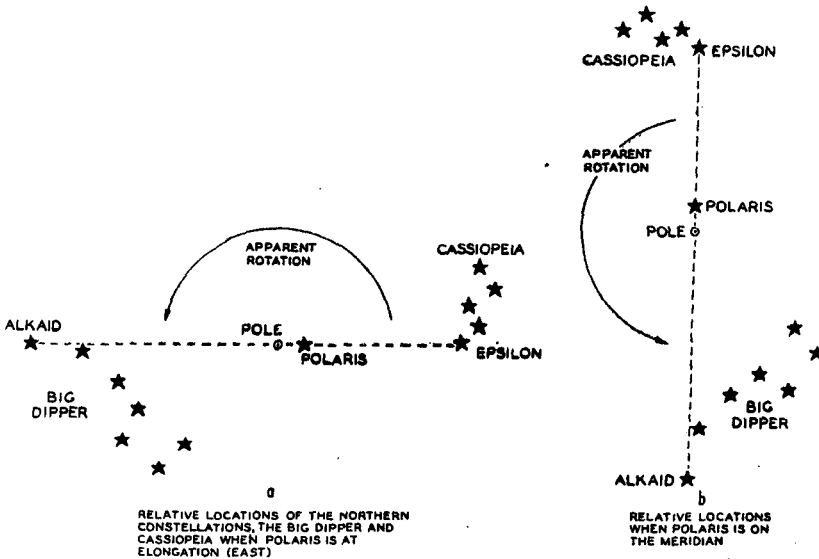 CASSIOPEIA
EPSILON
APPARENT
ROTATION
POLARIS
POLE
APPARENT
ROTATION
CASSIOPEIA
ALKAID
POLE
POLARIS
EPSILON
BIG
DIPPER
BIG
DIPPER
ALKAID
a
RELATIVE LOCATIONS OF THE NORTHERN
CONSTELLATIONS, THE BIG DIPPER AND
CASSIOPEIA WHEN POLARIS IS AT
ELONGATION (EAST)
b
RELATIVE LOCATIONS
WHEN POLARIS IS ON
THE MERIDIAN